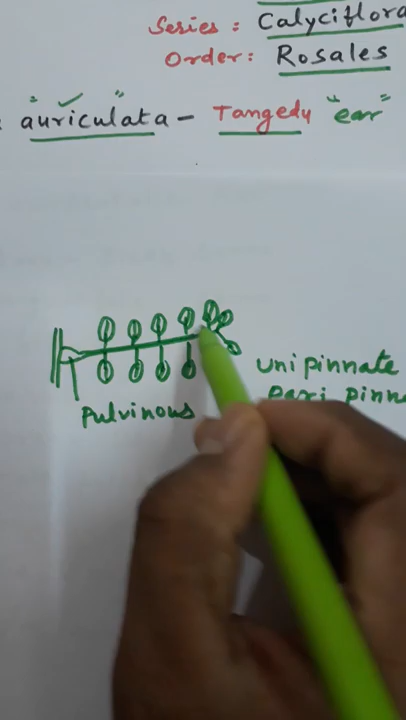 Series : Calyciflora
Order: Rosales
"auriculata" - Tangedu "ear"
unipinnate
Pulvinous